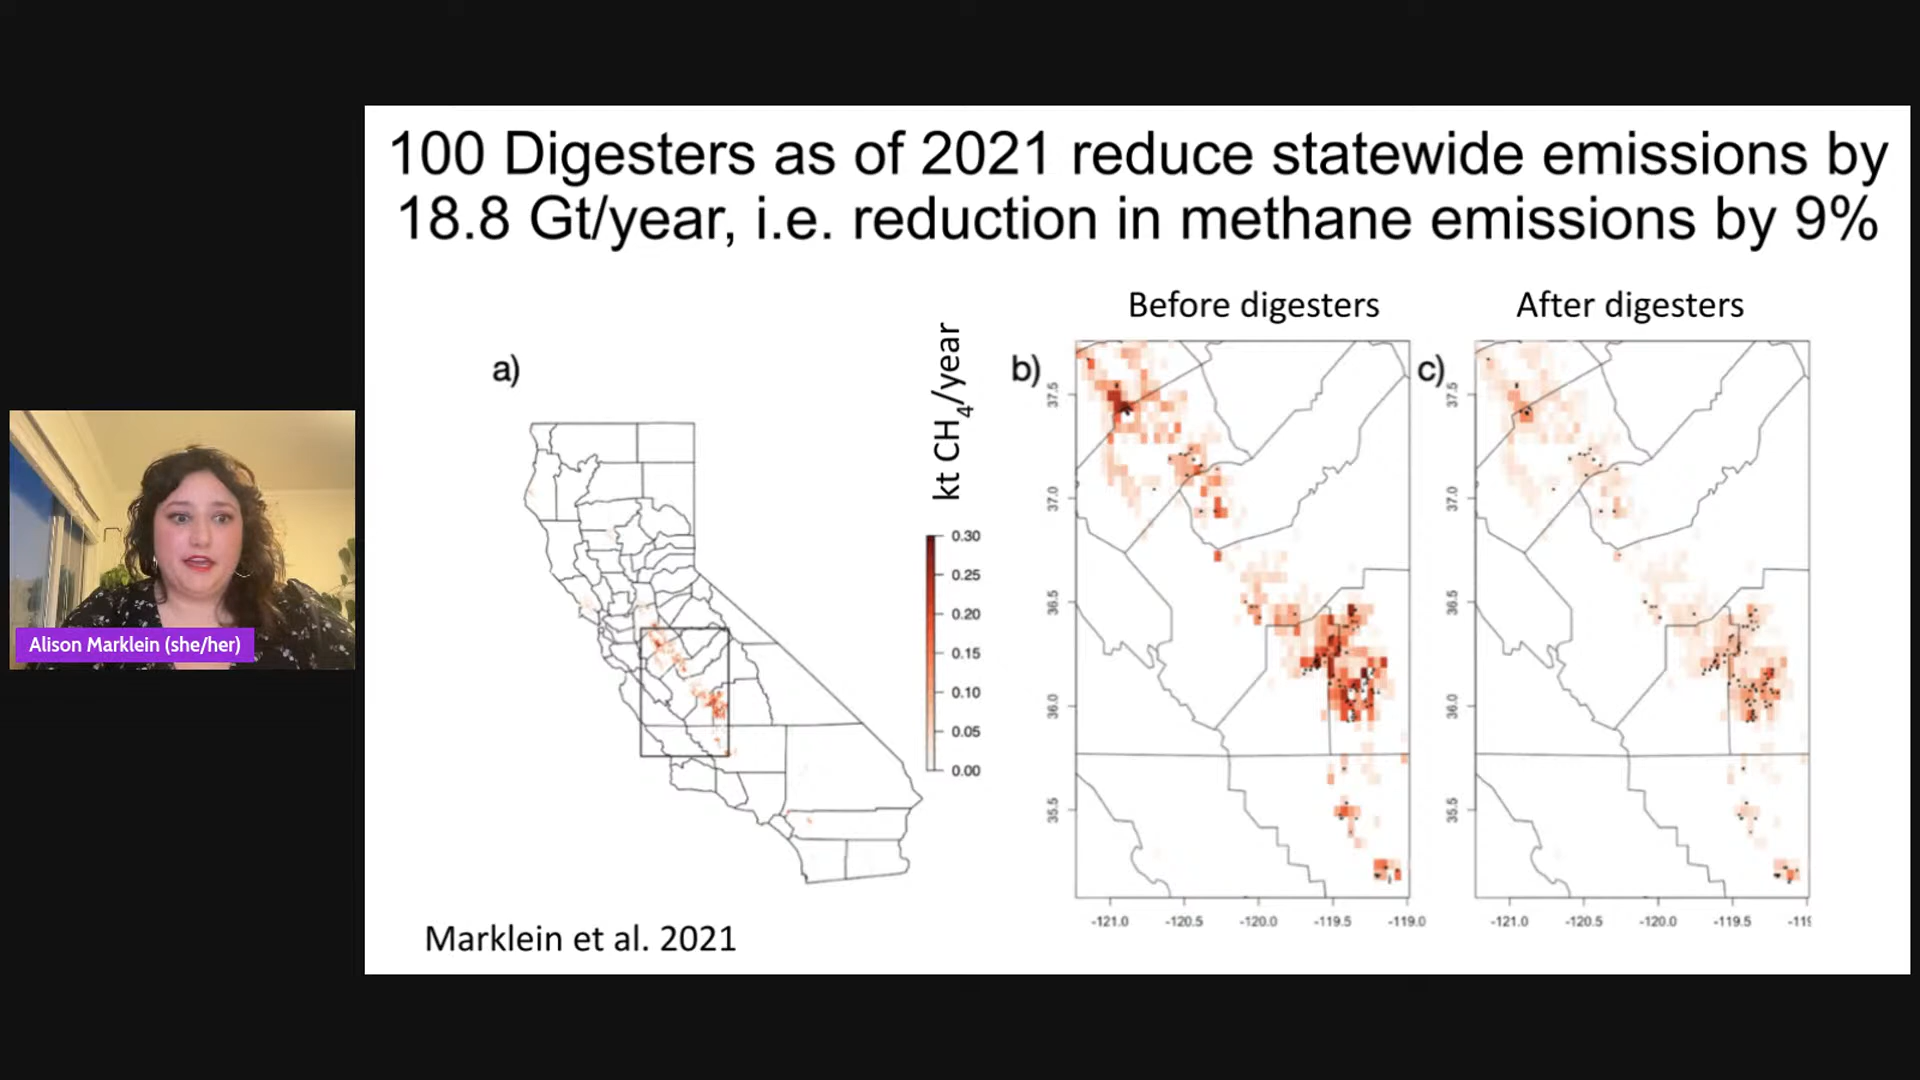 100 Digesters as of 2021 reduce statewide emissions by
18.8 Gt/year, i.e. reduction in methane emissions by 9%
Before digesters
After digesters
a)
kt CH4/year
0.30
0.25
0.20
0.15
0.10
0.05
0.00
b)
37.5
37.0
36.5
36.0
35.5
-121.0 -120.5 -120.0 -119.5 -119.0
c)
37.5
37.0
36.5
36.0
35.5
-121.0 -120.5 -120.0 -119.5 -119
Alison Marklein (she/her)
Marklein et al. 2021